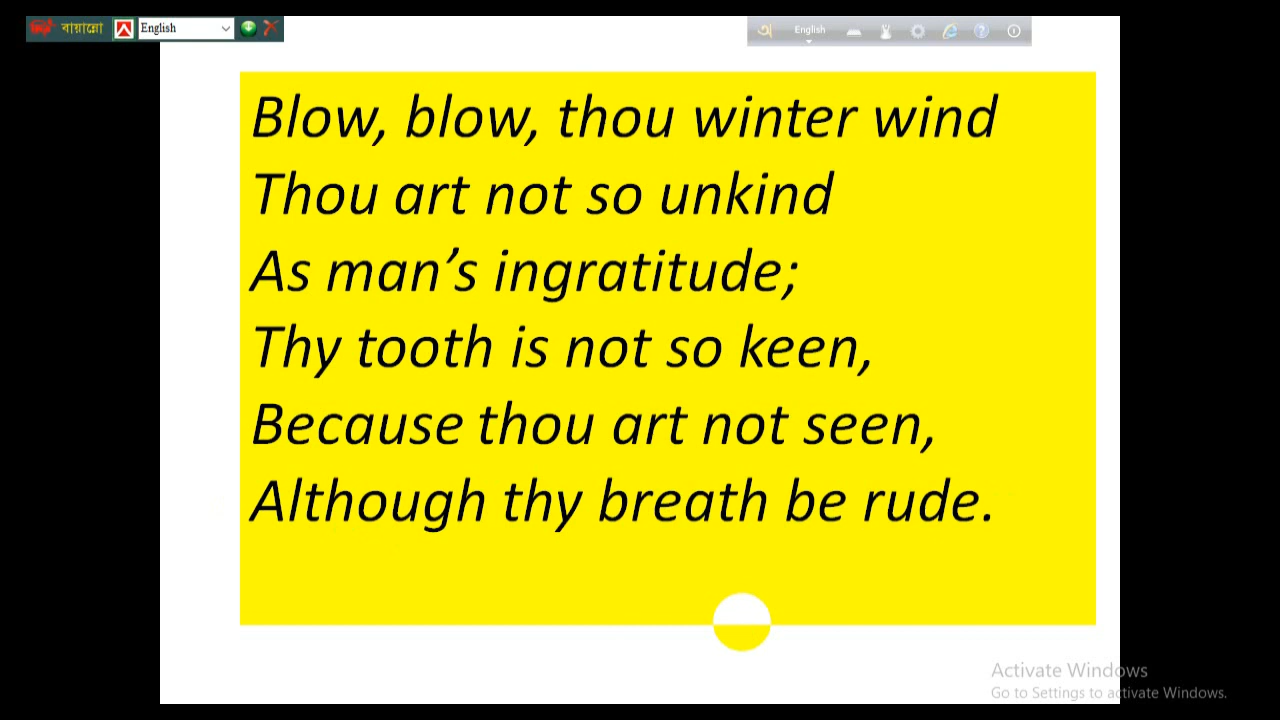 বায়ান্নো
English
অ
English
Blow, blow, thou winter wind
Thou art not so unkind
As man’s ingratitude;
Thy tooth is not so keen,
Because thou art not seen,
Although thy breath be rude.
Activate Windows
Go to Settings to activate Windows.